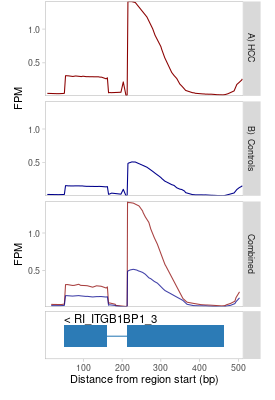 A) HCC
1.0
0.5
FPM
B) Controls
1.0
0.5
Combined
1.0
0.5
FPM
< RI_ITGB1BP1_3
100 200 300 400 500
Distance from region start (bp)